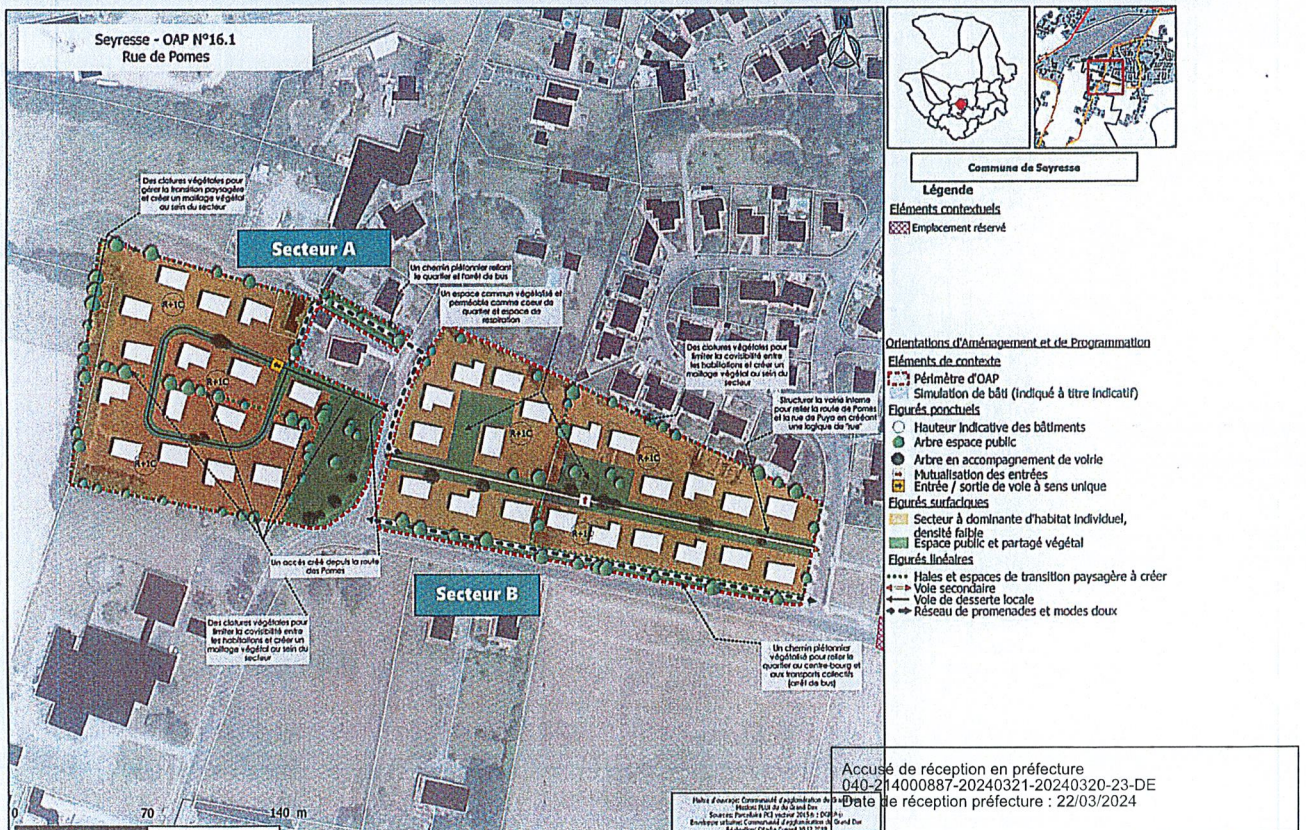 Seyresse - OAP N°16.1
Rue de Pomes
N
Des clotures végétales pour
gérer la transition paysagère
et créer un maillage végétal
au sein du secteur
Secteur A
Un chemin piétonnier reliant
le quartier et l'arrêt de bus
Un espace commun végétalisé et
perméable comme coeur de
quartier et espace de
respiration
Des clotures végétales pour
limiter la covisibilité entre
les habitations et créer un
maillage végétal au sein du
secteur
Structurer la voirie interne
pour relier la route de Pomès
et la rue de Puyo en créant
une logique de "rue"
R+1C
R+1C
R+1C
R+1C
R+1C
Un accès créé depuis la route
des Pomes
Secteur B
Des clotures végétales pour
limiter la covisibilité entre
les habitations et créer un
maillage végétal au sein du
secteur
Un chemin piétonnier
végétalisé pour relier le
quartier au centre-bourg et
aux transports collectifs
(arrêt de bus)
0 70 140 m
Commune de Seyresse
Légende
Eléments contextuels
Emplacement réservé
Orientations d'Aménagement et de Programmation
Eléments de contexte
Périmètre d'OAP
Simulation de bâti (indiqué à titre indicatif)
Figurés ponctuels
Hauteur indicative des bâtiments
Arbre espace public
Arbre en accompagnement de voirie
Mutualisation des entrées
Entrée / sortie de voie à sens unique
Figurés surfaciques
Secteur à dominante d'habitat individuel,
densité faible
Espace public et partagé végétal
Figurés linéaires
Haies et espaces de transition paysagère à créer
Voie secondaire
Voie de desserte locale
Réseau de promenades et modes doux
Accusé de réception en préfecture
040-214000887-20240321-20240320-23-DE
Date de réception préfecture : 22/03/2024